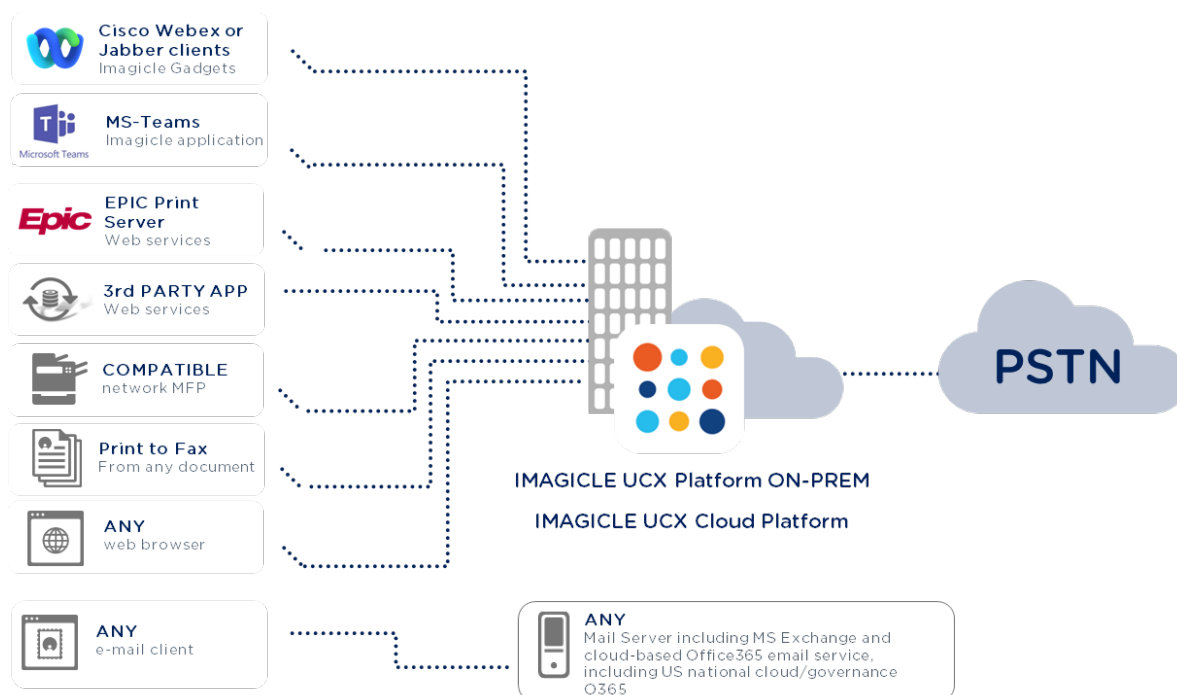 Cisco Webex or
Jabber clients
Imagicle Gadgets
MS-Teams
Imagicle application
Microsoft Teams
Epic
EPIC Print
Server
Web services
3rd PARTY APP
Web services
COMPATIBLE
network MFP
Print to Fax
From any document
ANY
web browser
ANY
e-mail client
PSTN
IMAGICLE UCX Platform ON-PREM
IMAGICLE UCX Cloud Platform
ANY
Mail Server including MS Exchange and
cloud-based Office365 email service,
including US national cloud/governance
O365